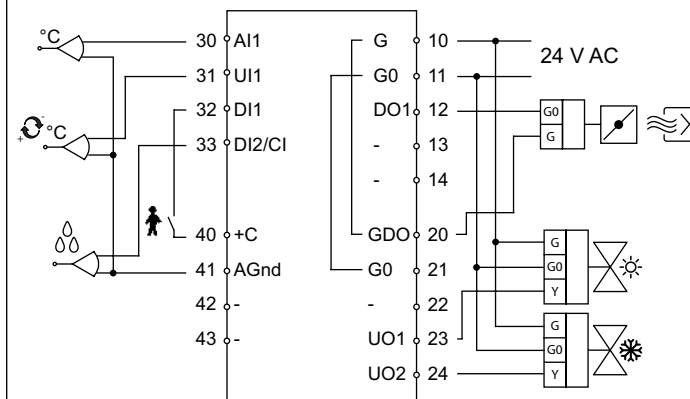 °C
30 AI1
G 10
24 V AC
31 UI1
G0 11
32 DI1
DO1 12
G0
°C
- +
33 DI2/CI
- 13
G
- 14
40 +C
GDO 20
G
41 AGnd
G0 21
G0
42 -
- 22
Y
43 -
UO1 23
G
G0
UO2 24
Y